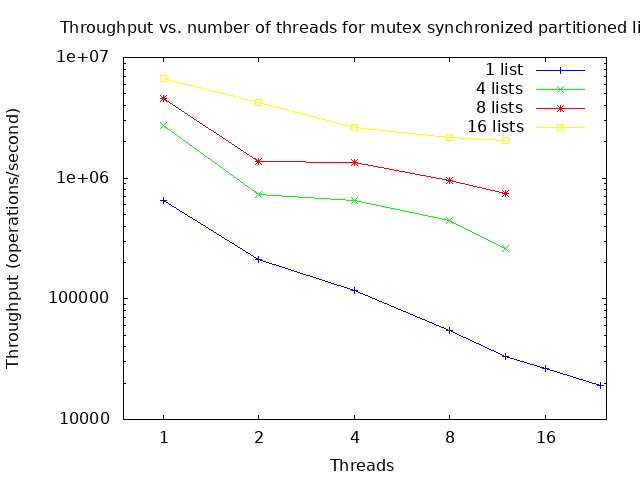 Throughput vs. number of threads for mutex synchronized partitioned li
1e+07
1e+06
100000
10000
Throughput (operations/second)
1 list
4 lists
8 lists
16 lists
1 2 4 8 16
Threads